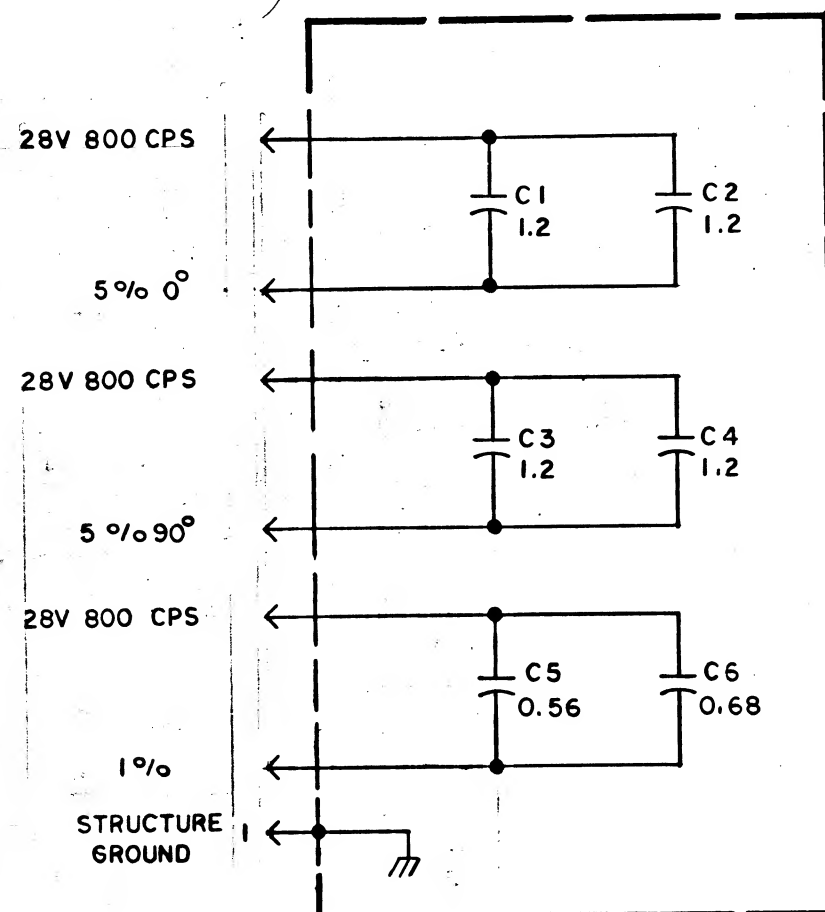 28V 800 CPS
C1
1.2
C2
1.2
5% 0°
28V 800 CPS
C3
1.2
C4
1.2
5% 90°
28V 800 CPS
C5
0.56
C6
0.68
1%
STRUCTURE 1
GROUND